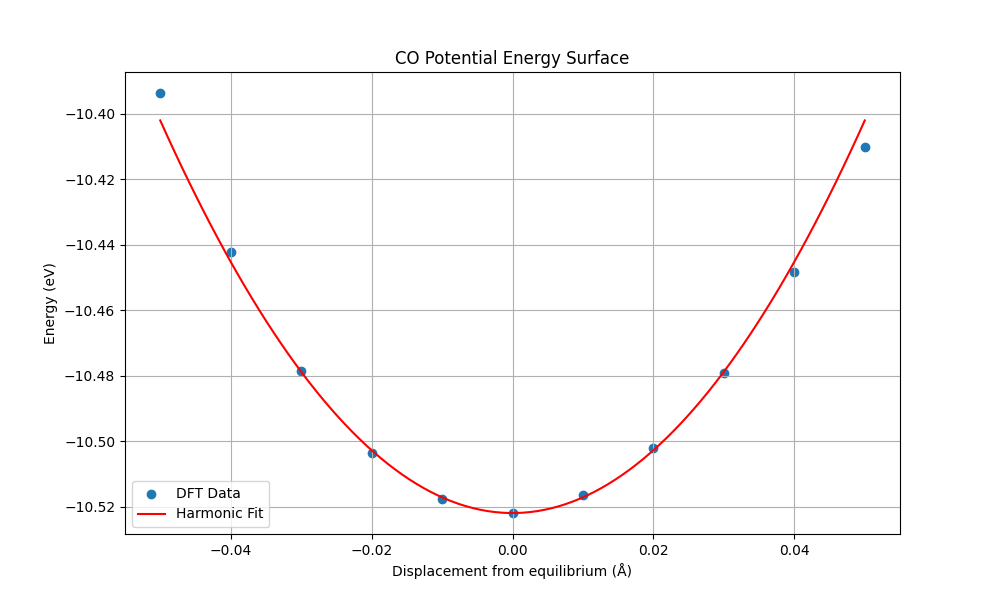 CO Potential Energy Surface
Energy (eV)
−10.40
−10.42
−10.44
−10.46
−10.48
−10.50
−10.52
DFT Data
Harmonic Fit
−0.04
−0.02
0.00
0.02
0.04
Displacement from equilibrium (Å)